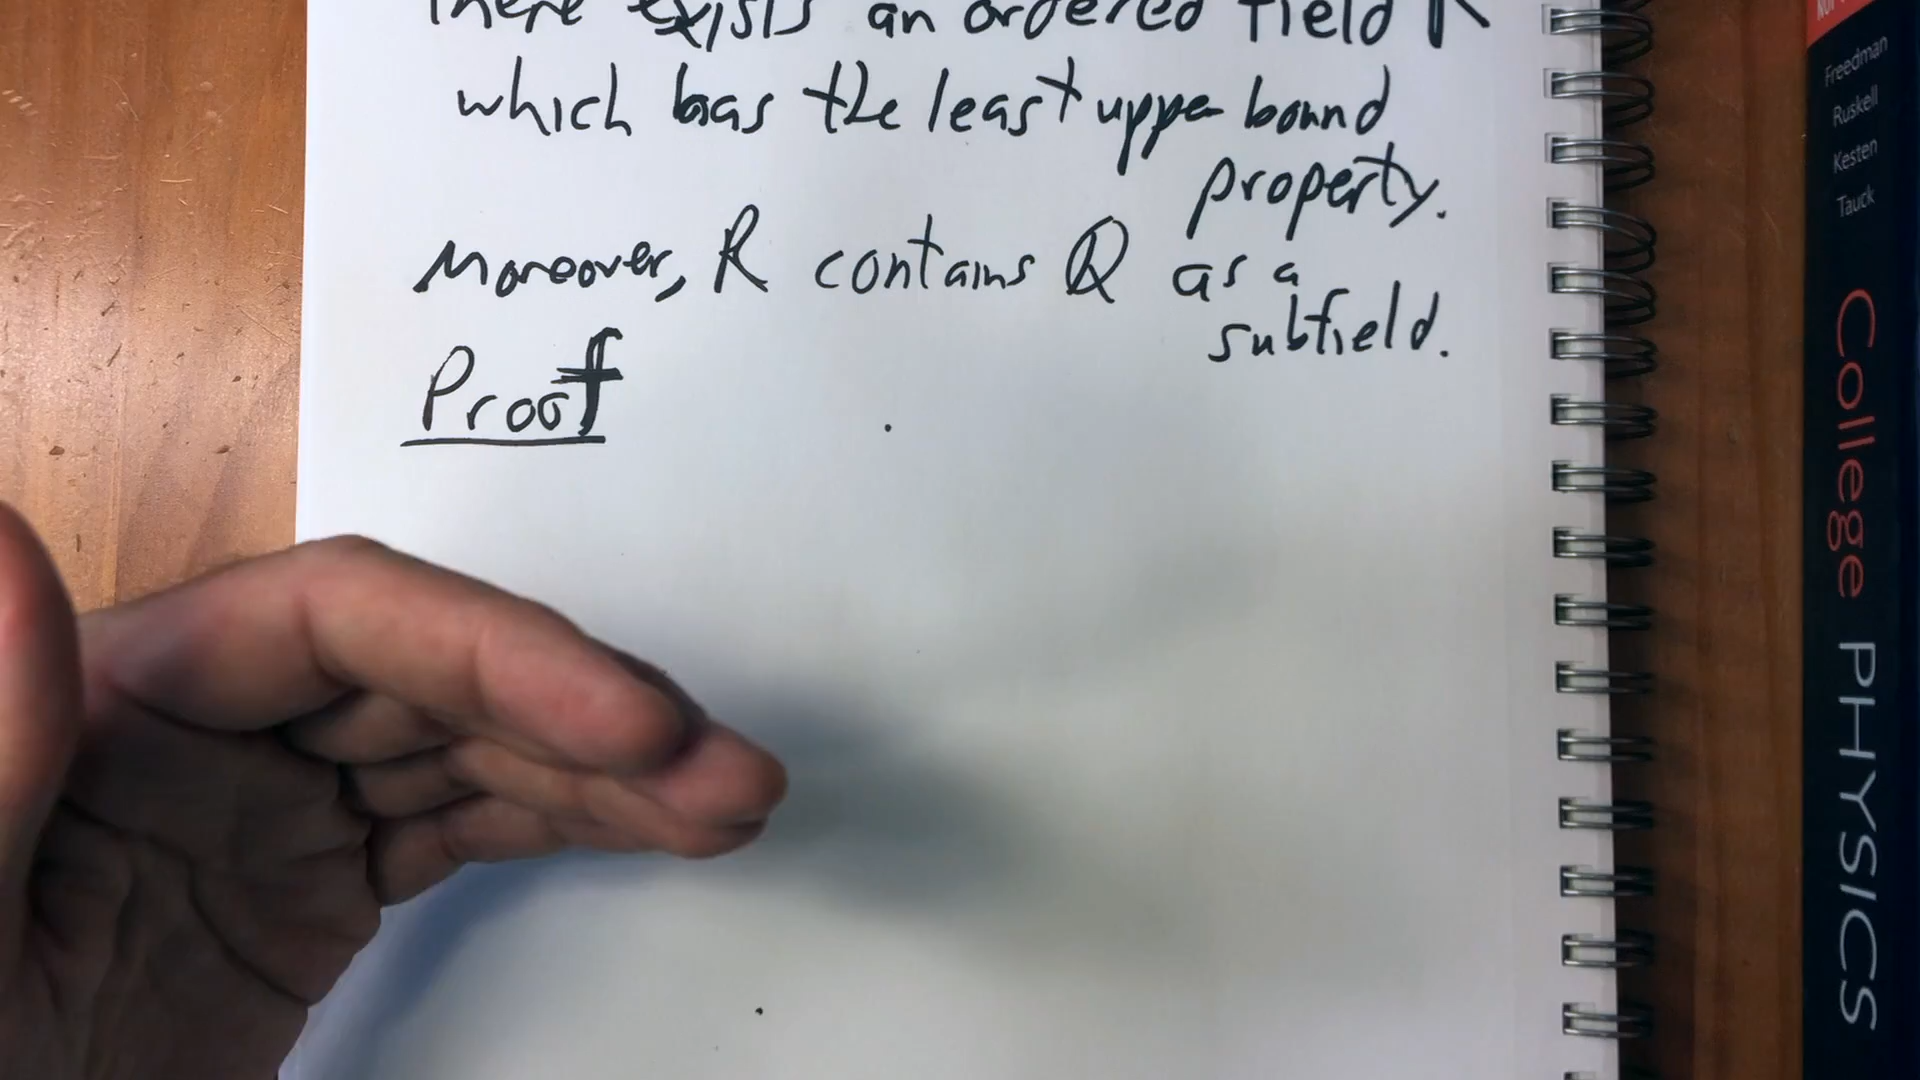 There exists an ordered field R
which has the least upper bound
property.
Moreover, R contains Q as a
subfield.
Proof
Freedman
Ruskell
Kesten
Tauck
College PHYSICS